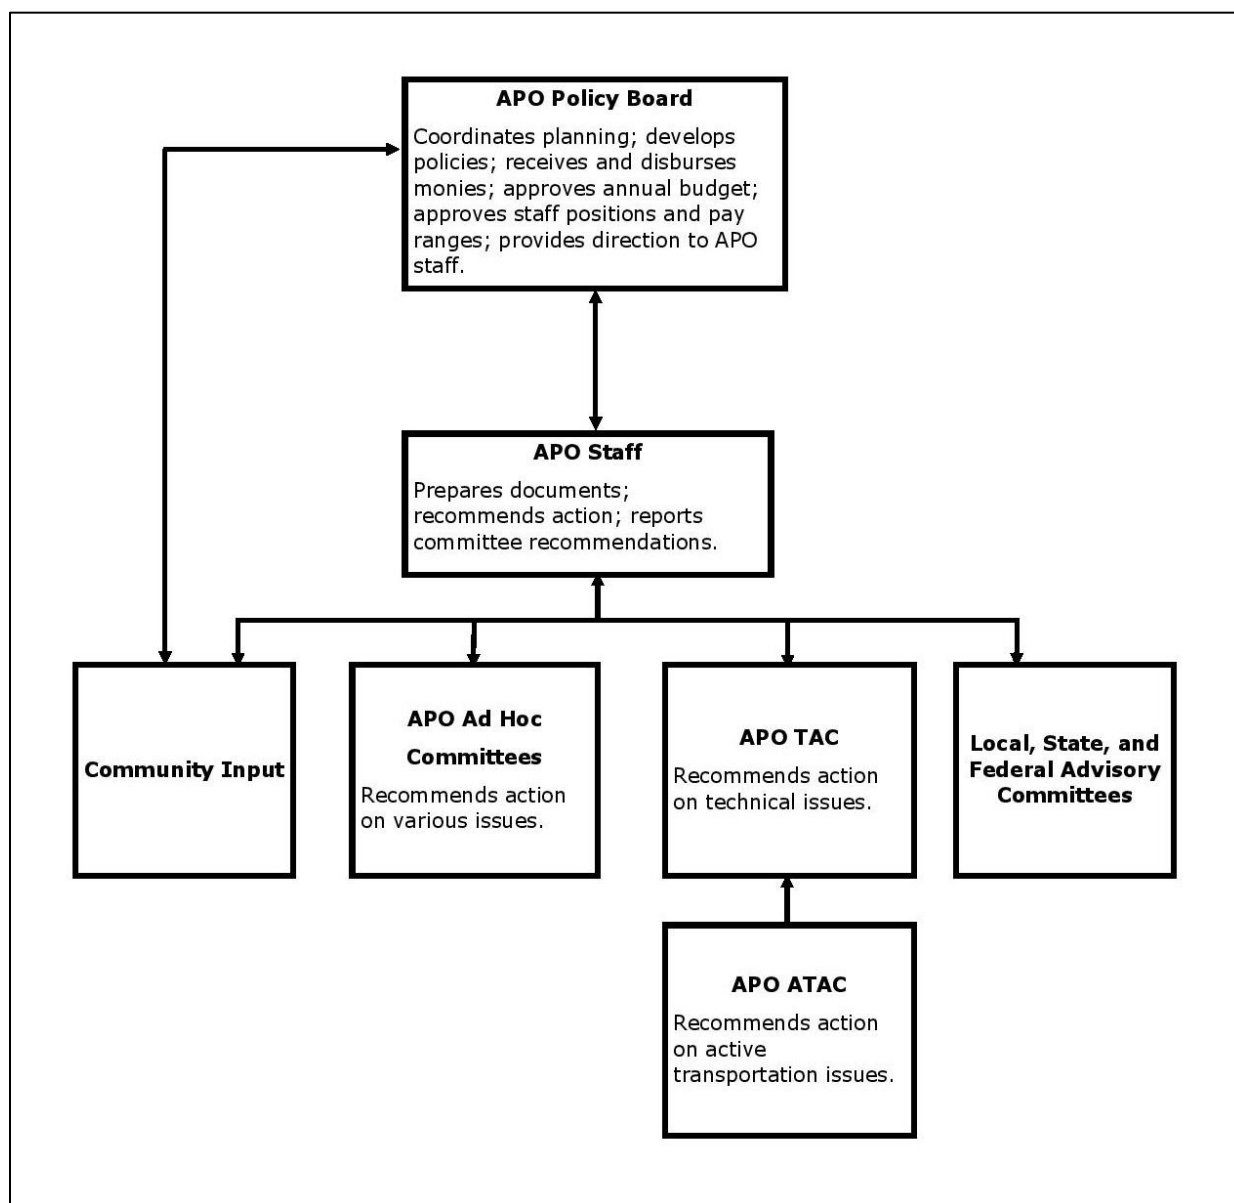 APO Policy Board
Coordinates planning; develops
policies; receives and disburses
monies; approves annual budget;
approves staff positions and pay
ranges; provides direction to APO
staff.
APO Staff
Prepares documents;
recommends action; reports
committee recommendations.
Community Input
APO Ad Hoc
Committees
Recommends action
on various issues.
APO TAC
Recommends action
on technical issues.
Local, State, and
Federal Advisory
Committees
APO ATAC
Recommends action
on active
transportation issues.